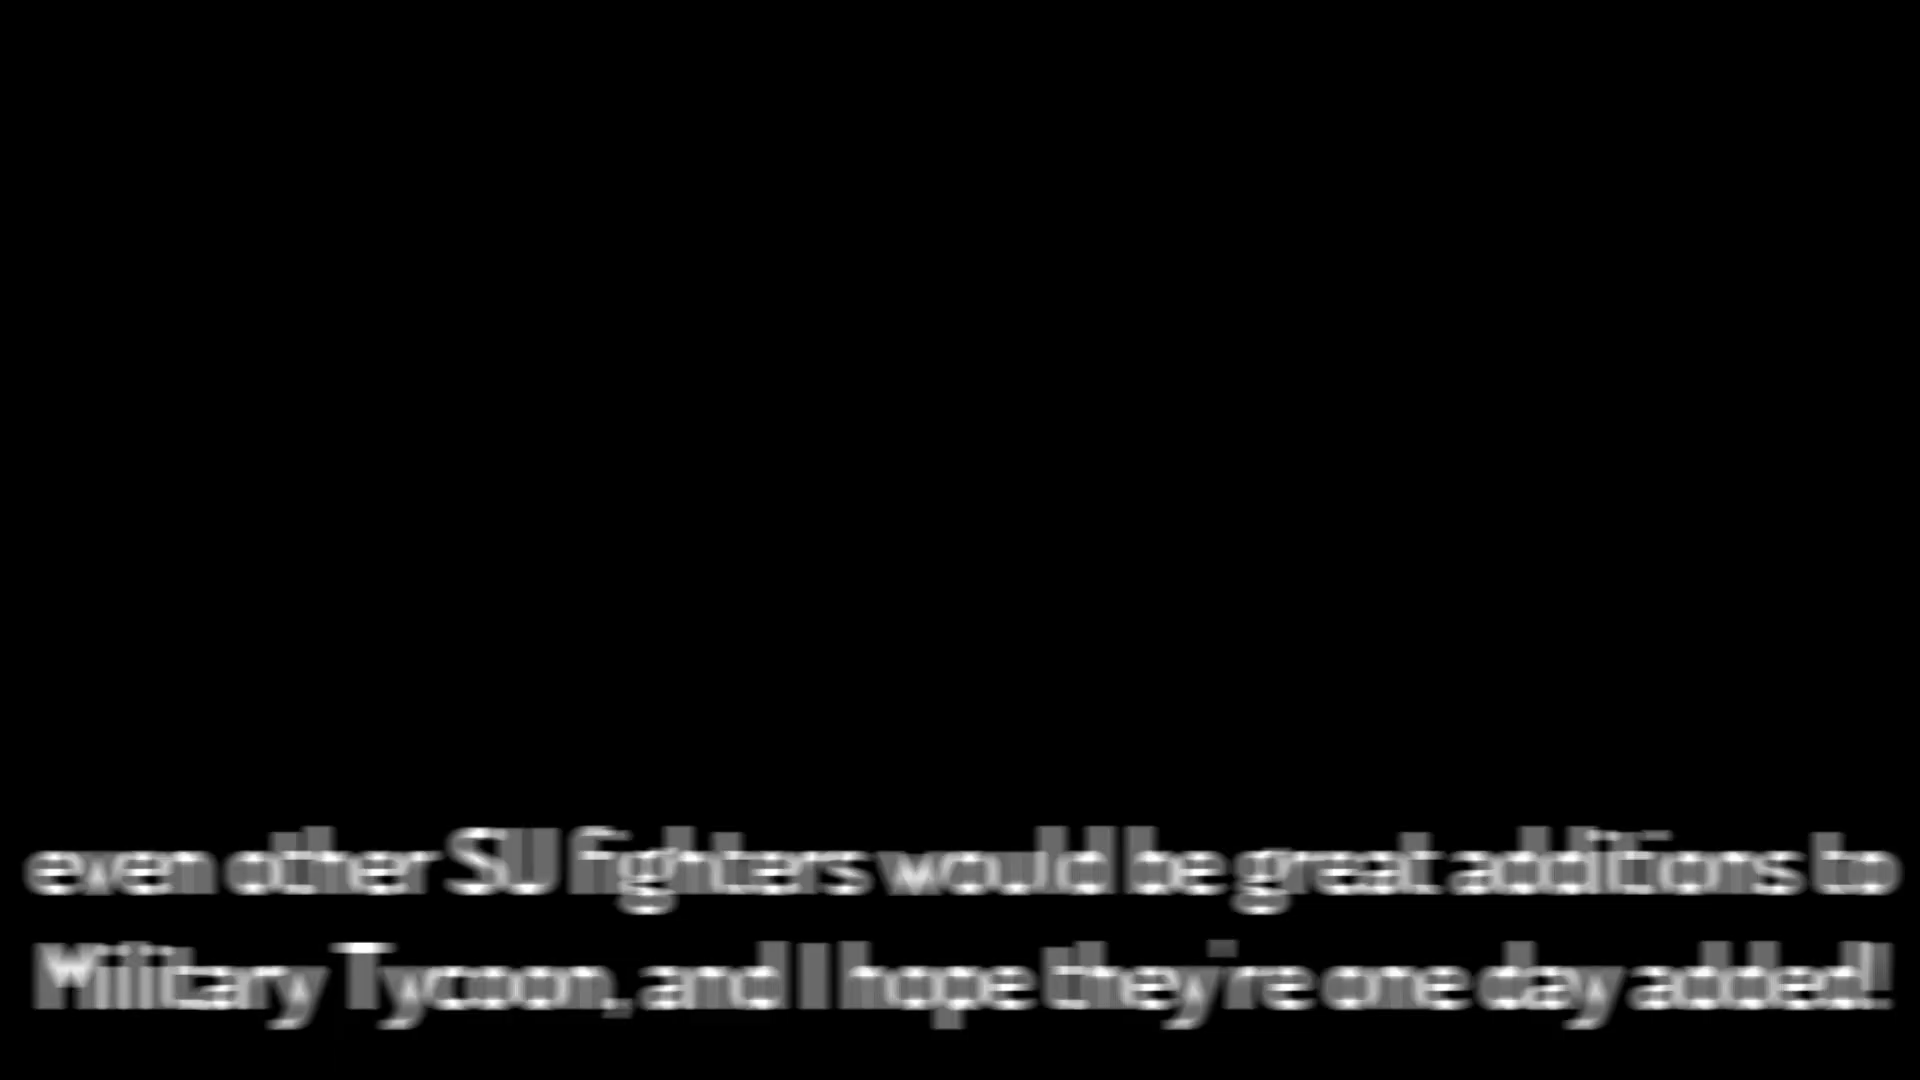 even other SU fighters would be great additions to
Military Tycoon, and I hope they're one day added!